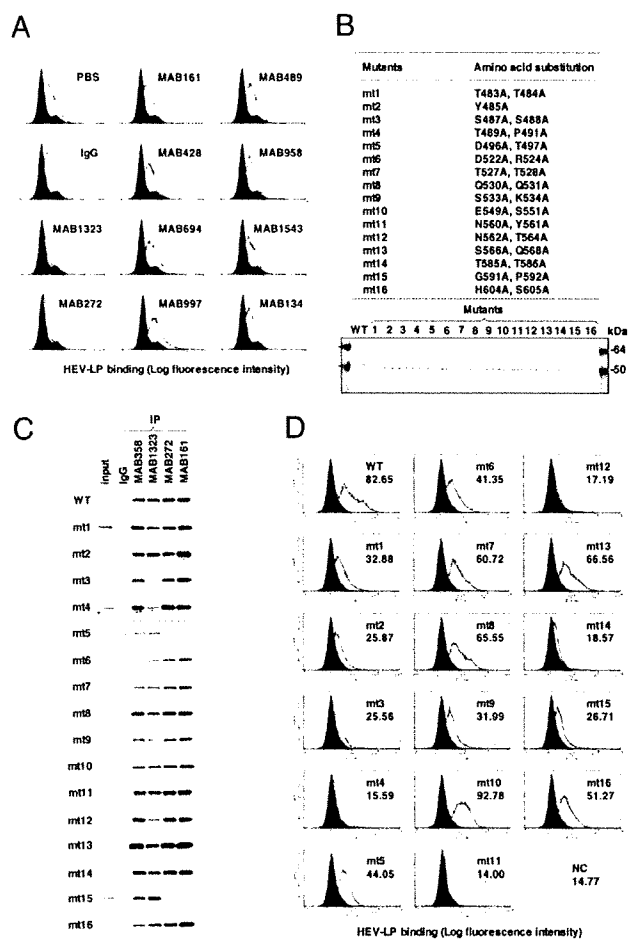 A
PBS MAB161 MAB489
IgG MAB428 MAB958
MAB1323 MAB694 MAB1543
MAB272 MAB997 MAB134
HEV-LP binding (Log fluorescence intensity)
B
Mutants Amino acid substitution
mt1 T483A, T484A
mt2 Y485A
mt3 S487A, S488A
mt4 T489A, P491A
mt5 D496A, T497A
mt6 D522A, R524A
mt7 T527A, T528A
mt8 Q530A, Q531A
mt9 S533A, K534A
mt10 E549A, S551A
mt11 N560A, Y561A
mt12 N562A, T564A
mt13 S566A, Q568A
mt14 T585A, T586A
mt15 G591A, P592A
mt16 H604A, S605A
Mutants
WT 1 2 3 4 5 6 7 8 9 10 11 12 13 14 15 16 kDa
-64
-50
C
IP
input IgG MAB358 MAB1323 MAB272 MAB161
WT
mt1
mt2
mt3
mt4
mt5
mt6
mt7
mt8
mt9
mt10
mt11
mt12
mt13
mt14
mt15
mt16
D
WT 82.65 mt6 41.35 mt12 17.19
mt1 32.88 mt7 60.72 mt13 66.56
mt2 25.87 mt8 65.55 mt14 18.57
mt3 25.56 mt9 31.99 mt15 26.71
mt4 15.59 mt10 92.78 mt16 51.27
mt5 44.05 mt11 14.00 NC 14.77
HEV-LP binding (Log fluorescence intensity)